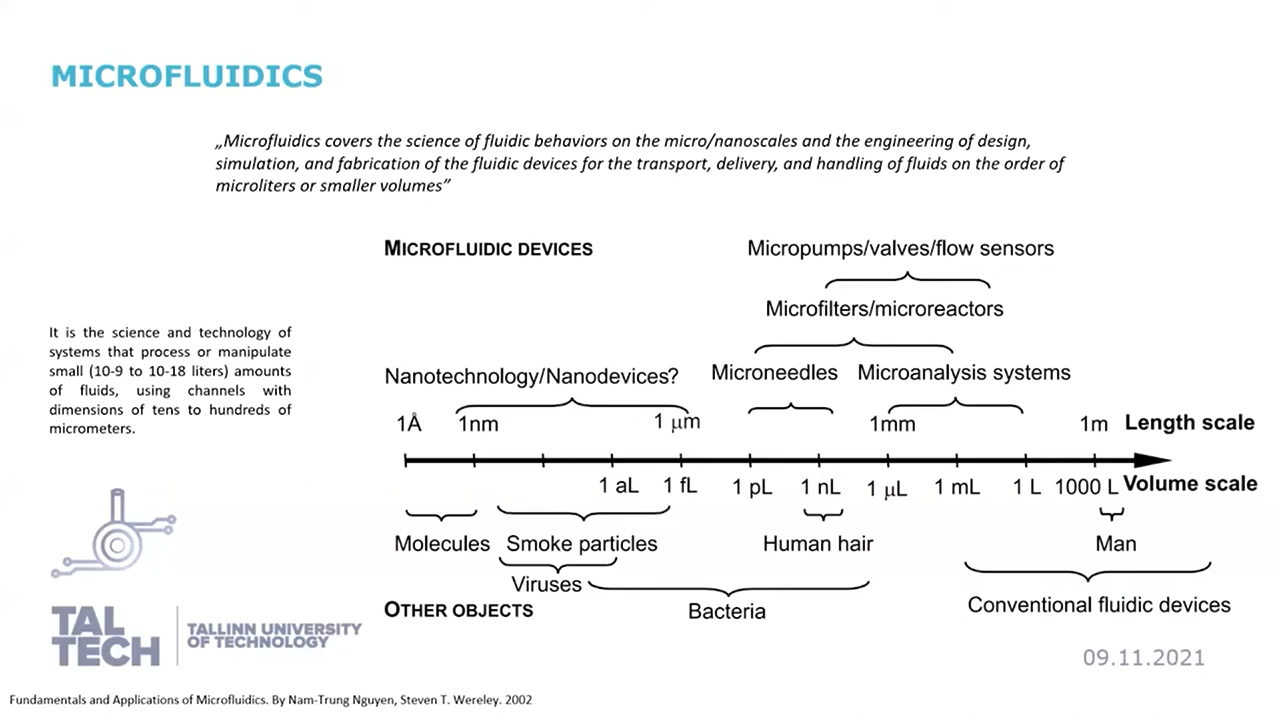 MICROFLUIDICS
„Microfluidics covers the science of fluidic behaviors on the micro/nanoscales and the engineering of design,
simulation, and fabrication of the fluidic devices for the transport, delivery, and handling of fluids on the order of
microliters or smaller volumes”
MICROFLUIDIC DEVICES
Micropumps/valves/flow sensors
Microfilters/microreactors
It is the science and technology of
systems that process or manipulate
small (10-9 to 10-18 liters) amounts
of fluids, using channels with
dimensions of tens to hundreds of
micrometers.
Nanotechnology/Nanodevices?
Microneedles
Microanalysis systems
1Å 1nm 1 μm 1mm 1m Length scale
1 aL 1 fL 1 pL 1 nL 1 μL 1 mL 1 L 1000 L Volume scale
Molecules Smoke particles Human hair Man
Viruses
OTHER OBJECTS
Bacteria
Conventional fluidic devices
TAL
TECH
TALLINN UNIVERSITY
OF TECHNOLOGY
09.11.2021
Fundamentals and Applications of Microfluidics. By Nam-Trung Nguyen, Steven T. Wereley. 2002